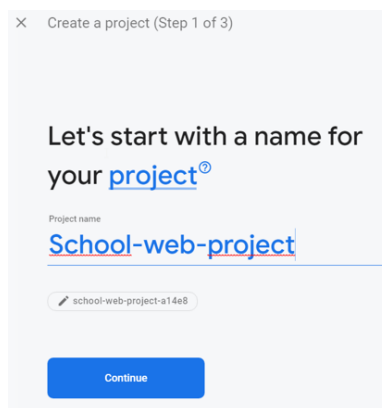 Create a project (Step 1 of 3)
Let's start with a name for
your project
Project name
School-web-project
school-web-project-a14e8
Continue